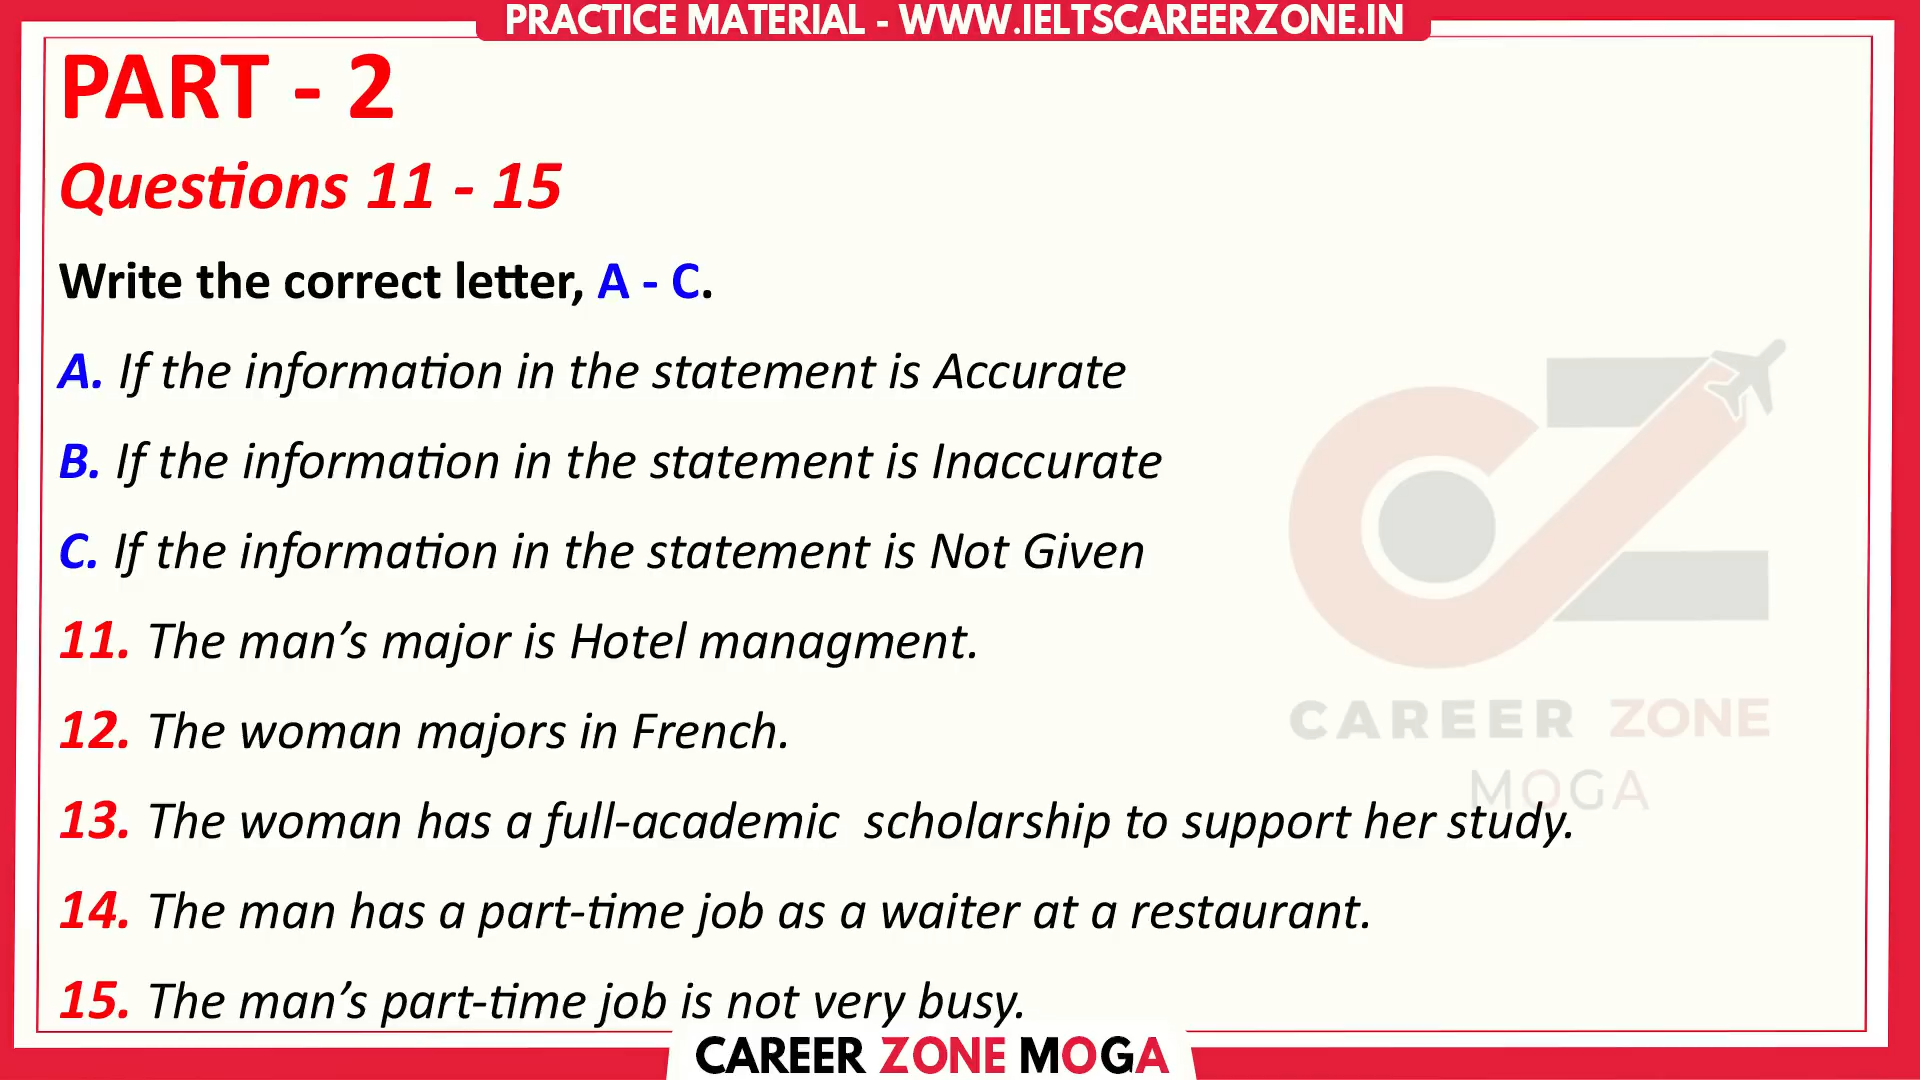 PRACTICE MATERIAL - WWW.IELTSCAREERZONE.IN
PART - 2
Questions 11 - 15
Write the correct letter, A - C.
A. If the information in the statement is Accurate
B. If the information in the statement is Inaccurate
C. If the information in the statement is Not Given
11. The man’s major is Hotel managment.
12. The woman majors in French.
CAREER ZONE
MOGA
13. The woman has a full-academic scholarship to support her study.
14. The man has a part-time job as a waiter at a restaurant.
15. The man’s part-time job is not very busy.
CAREER ZONE MOGA